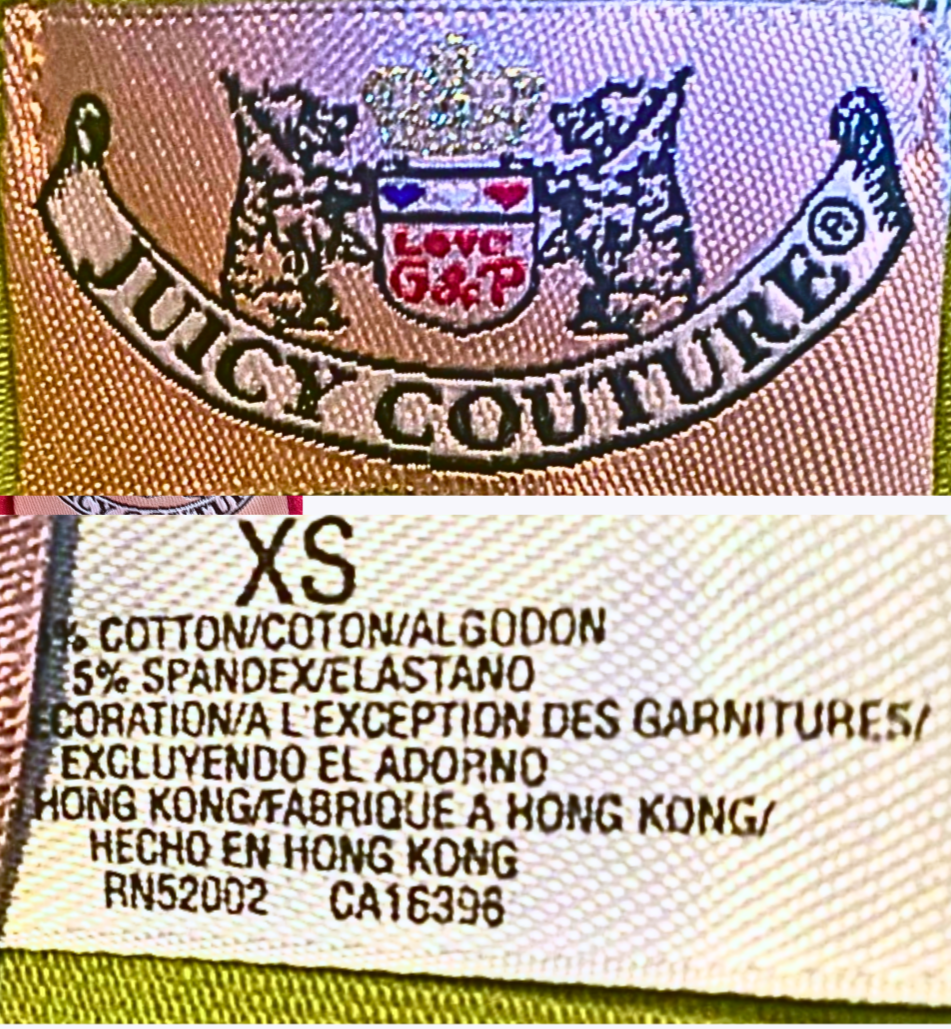 Love
G&P
JUICY COUTURE®
XS
% COTTON/COTON/ALGODON
5% SPANDEX/ELASTANO
ECORATION/A L'EXCEPTION DES GARNITURES/
EXCLUYENDO EL ADORNO
HONG KONG/FABRIQUE A HONG KONG/
HECHO EN HONG KONG
RN52002 CA16396